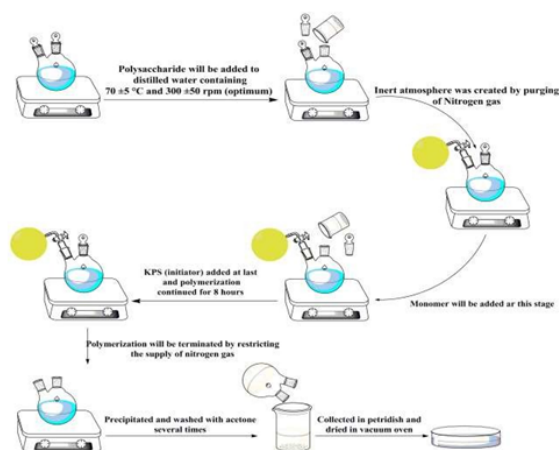 Polysaccharide will be added to
distilled water containing
70 ±5 °C and 300 ±50 rpm (optimum)
Inert atmosphere was created by purging
of Nitrogen gas
Monomer will be added ar this stage
KPS (initiator) added at last
and polymerization
continued for 8 hours
Polymerization will be terminated by restricting
the supply of nitrogen gas
Precipitated and washed with acetone
several times
Collected in petridish and
dried in vacuum oven